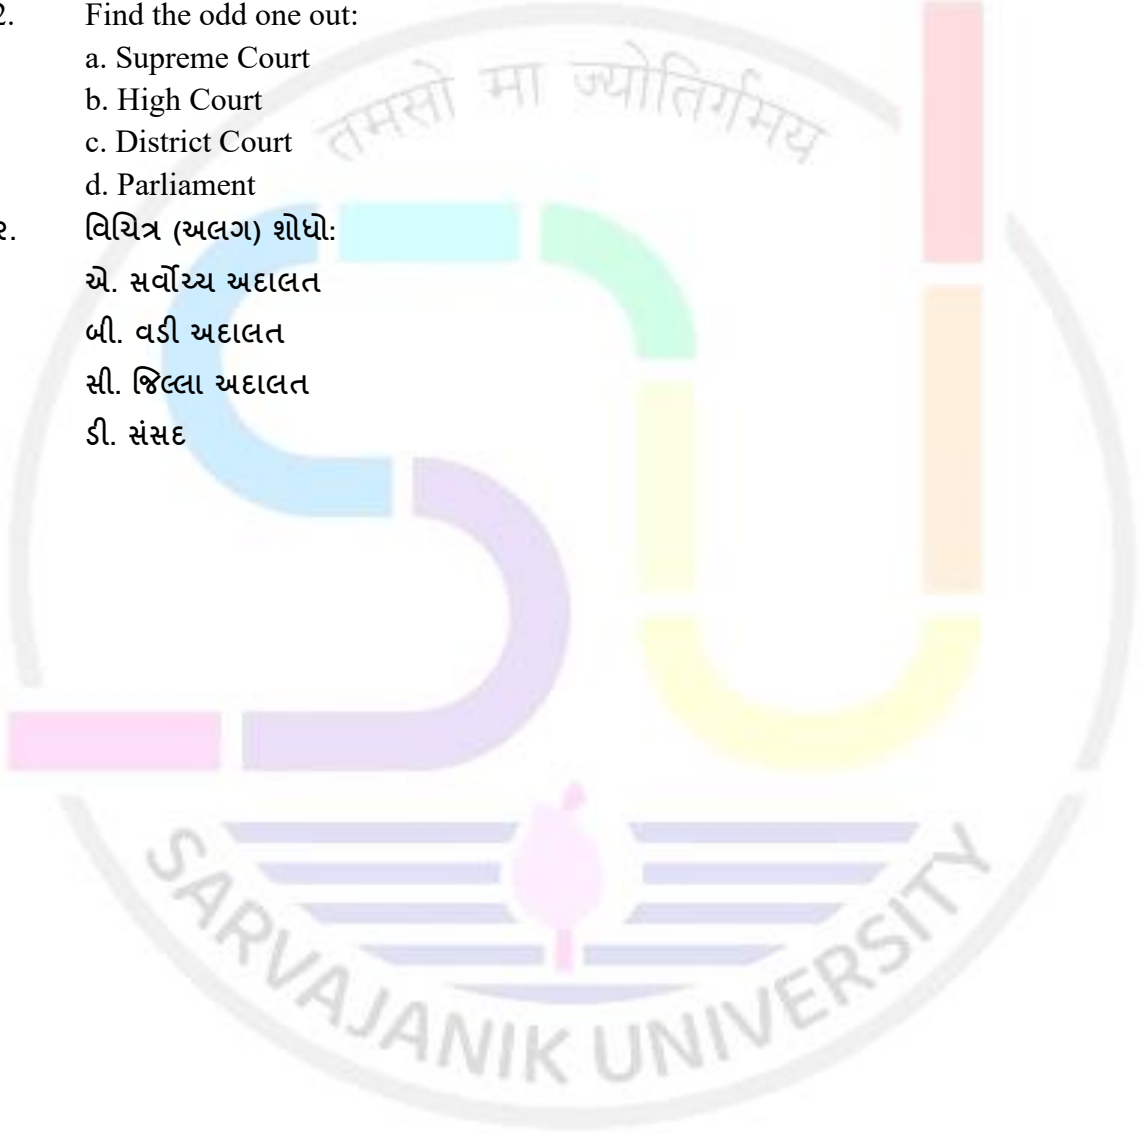 2. Find the odd one out:
a. Supreme Court
b. High Court
c. District Court
d. Parliament
૨. વિચિત્ર (અલગ) શોધો:
એ. સર્વોચ્ચ અદાલત
બી. વડી અદાલત
સી. જિલ્લા અદાલત
ડી. સંસદ
तमसो मा ज्योतिर्गमय
SARVAJANIK UNIVERSITY